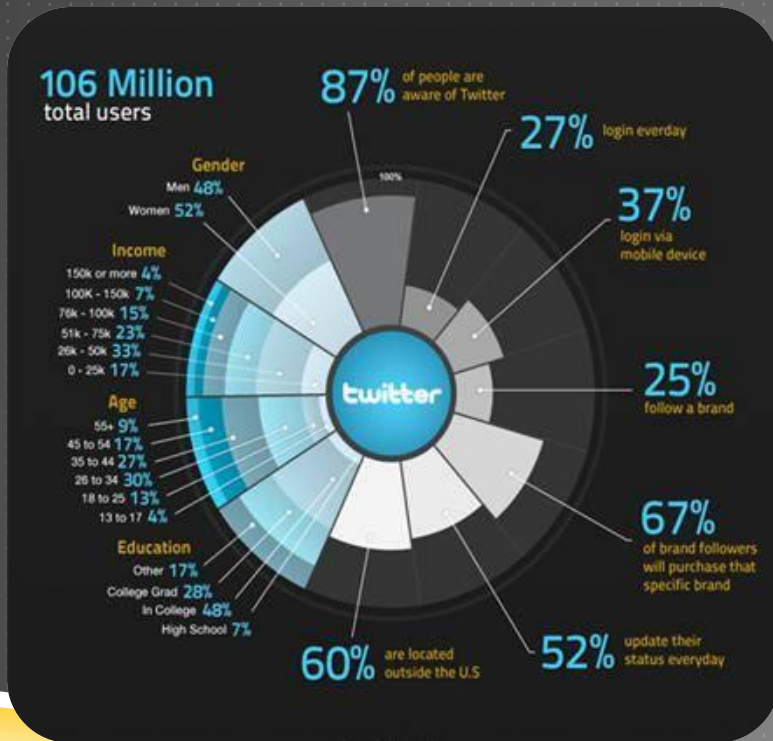 106 Million
total users
87% of people are
aware of Twitter
27% login everday
37%
login via
mobile device
25%
follow a brand
67%
of brand followers
will purchase that
specific brand
52% update their
status everyday
60% are located
outside the U.S
100%
Gender
Men 48%
Women 52%
Income
150k or more 4%
100K - 150k 7%
76k - 100k 15%
51k - 75k 23%
26k - 50k 33%
0 - 25k 17%
Age
55+ 9%
45 to 54 17%
35 to 44 27%
26 to 34 30%
18 to 25 13%
13 to 17 4%
Education
Other 17%
College Grad 28%
In College 48%
High School 7%
twitter